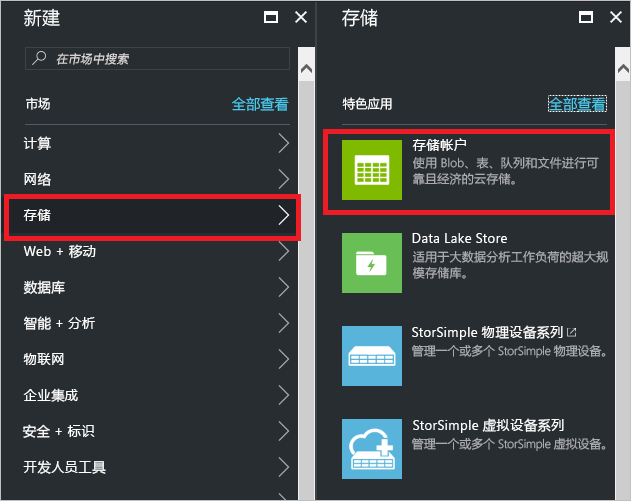 新建
在市场中搜索
市场
全部查看
计算
网络
存储
Web + 移动
数据库
智能 + 分析
物联网
企业集成
安全 + 标识
开发人员工具
存储
特色应用
全部查看
存储帐户
使用 Blob、表、队列和文件进行可
靠且经济的云存储。
Data Lake Store
适用于大数据分析工作负荷的超大规
模存储库。
StorSimple 物理设备系列
管理一个或多个 StorSimple 物理设备。
StorSimple 虚拟设备系列
管理一个或多个 StorSimple 虚拟设备。